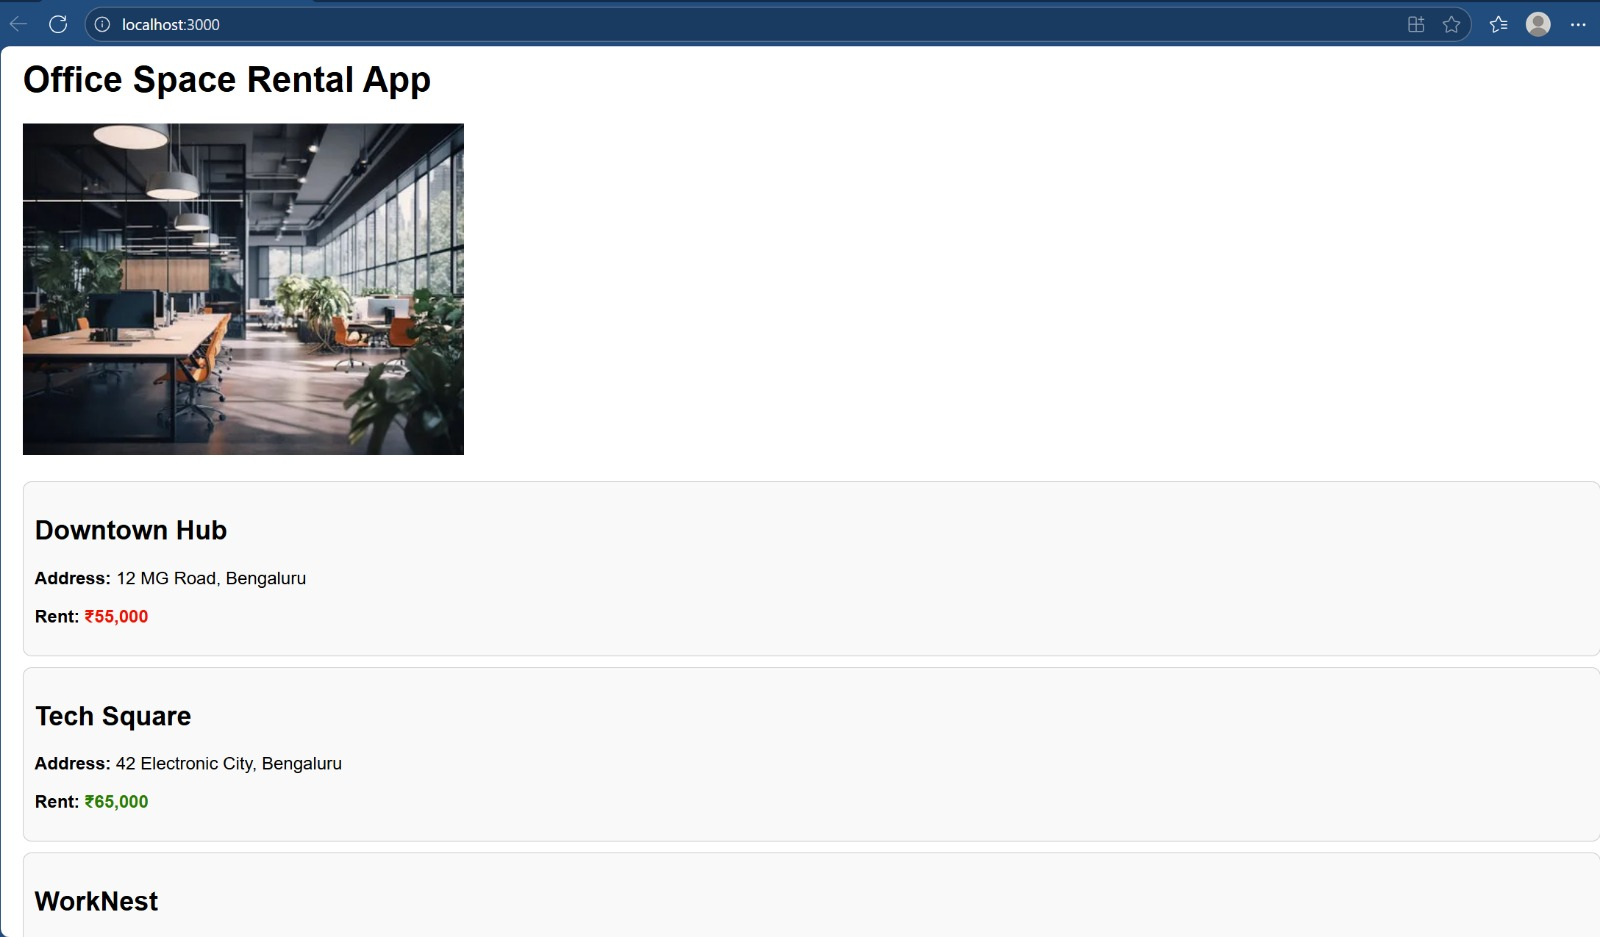 localhost:3000
Office Space Rental App
Downtown Hub
Address: 12 MG Road, Bengaluru
Rent: ₹55,000
Tech Square
Address: 42 Electronic City, Bengaluru
Rent: ₹65,000
WorkNest